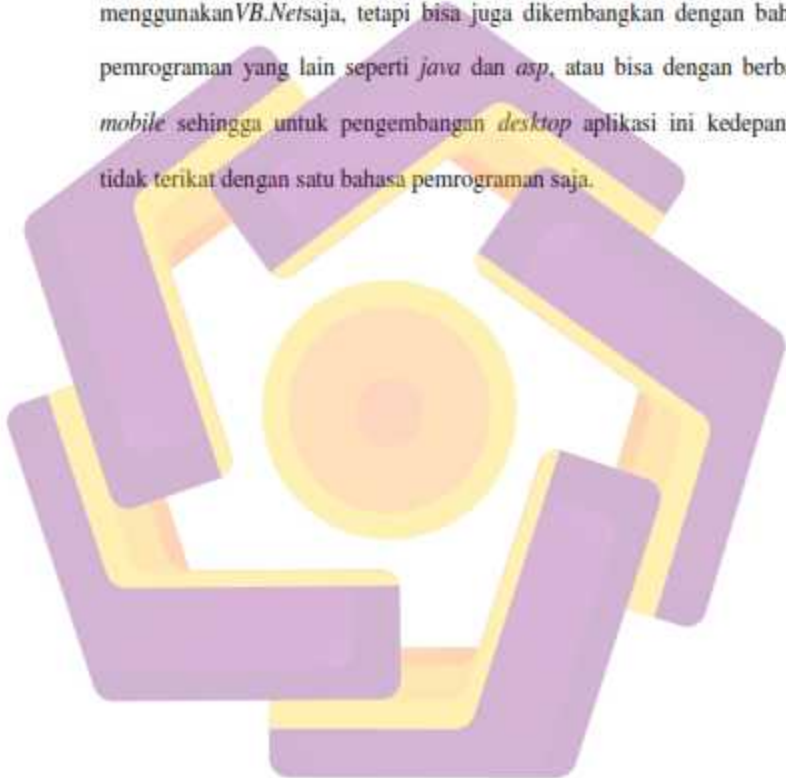 menggunakanVB.Netsaja, tetapi bisa juga dikembangkan dengan bah
pemrograman yang lain seperti java dan asp, atau bisa dengan berba
mobile sehingga untuk pengembangan desktop aplikasi ini kedepan
tidak terikat dengan satu bahasa pemrograman saja.